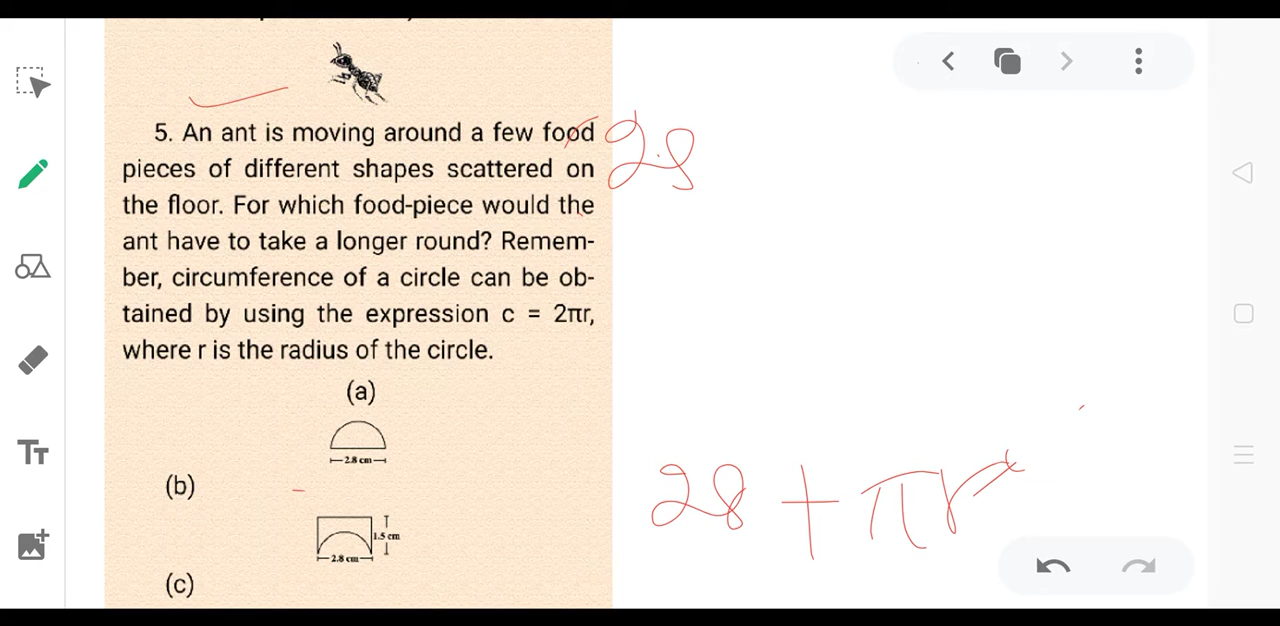 5. An ant is moving around a few food
pieces of different shapes scattered on
the floor. For which food-piece would the
ant have to take a longer round? Remem-
ber, circumference of a circle can be ob-
tained by using the expression c = 2πr,
where r is the radius of the circle.
(a)
2.8 cm
(b)
1.5 cm
2.8 cm
(c)
2.8
28 + πr
TT